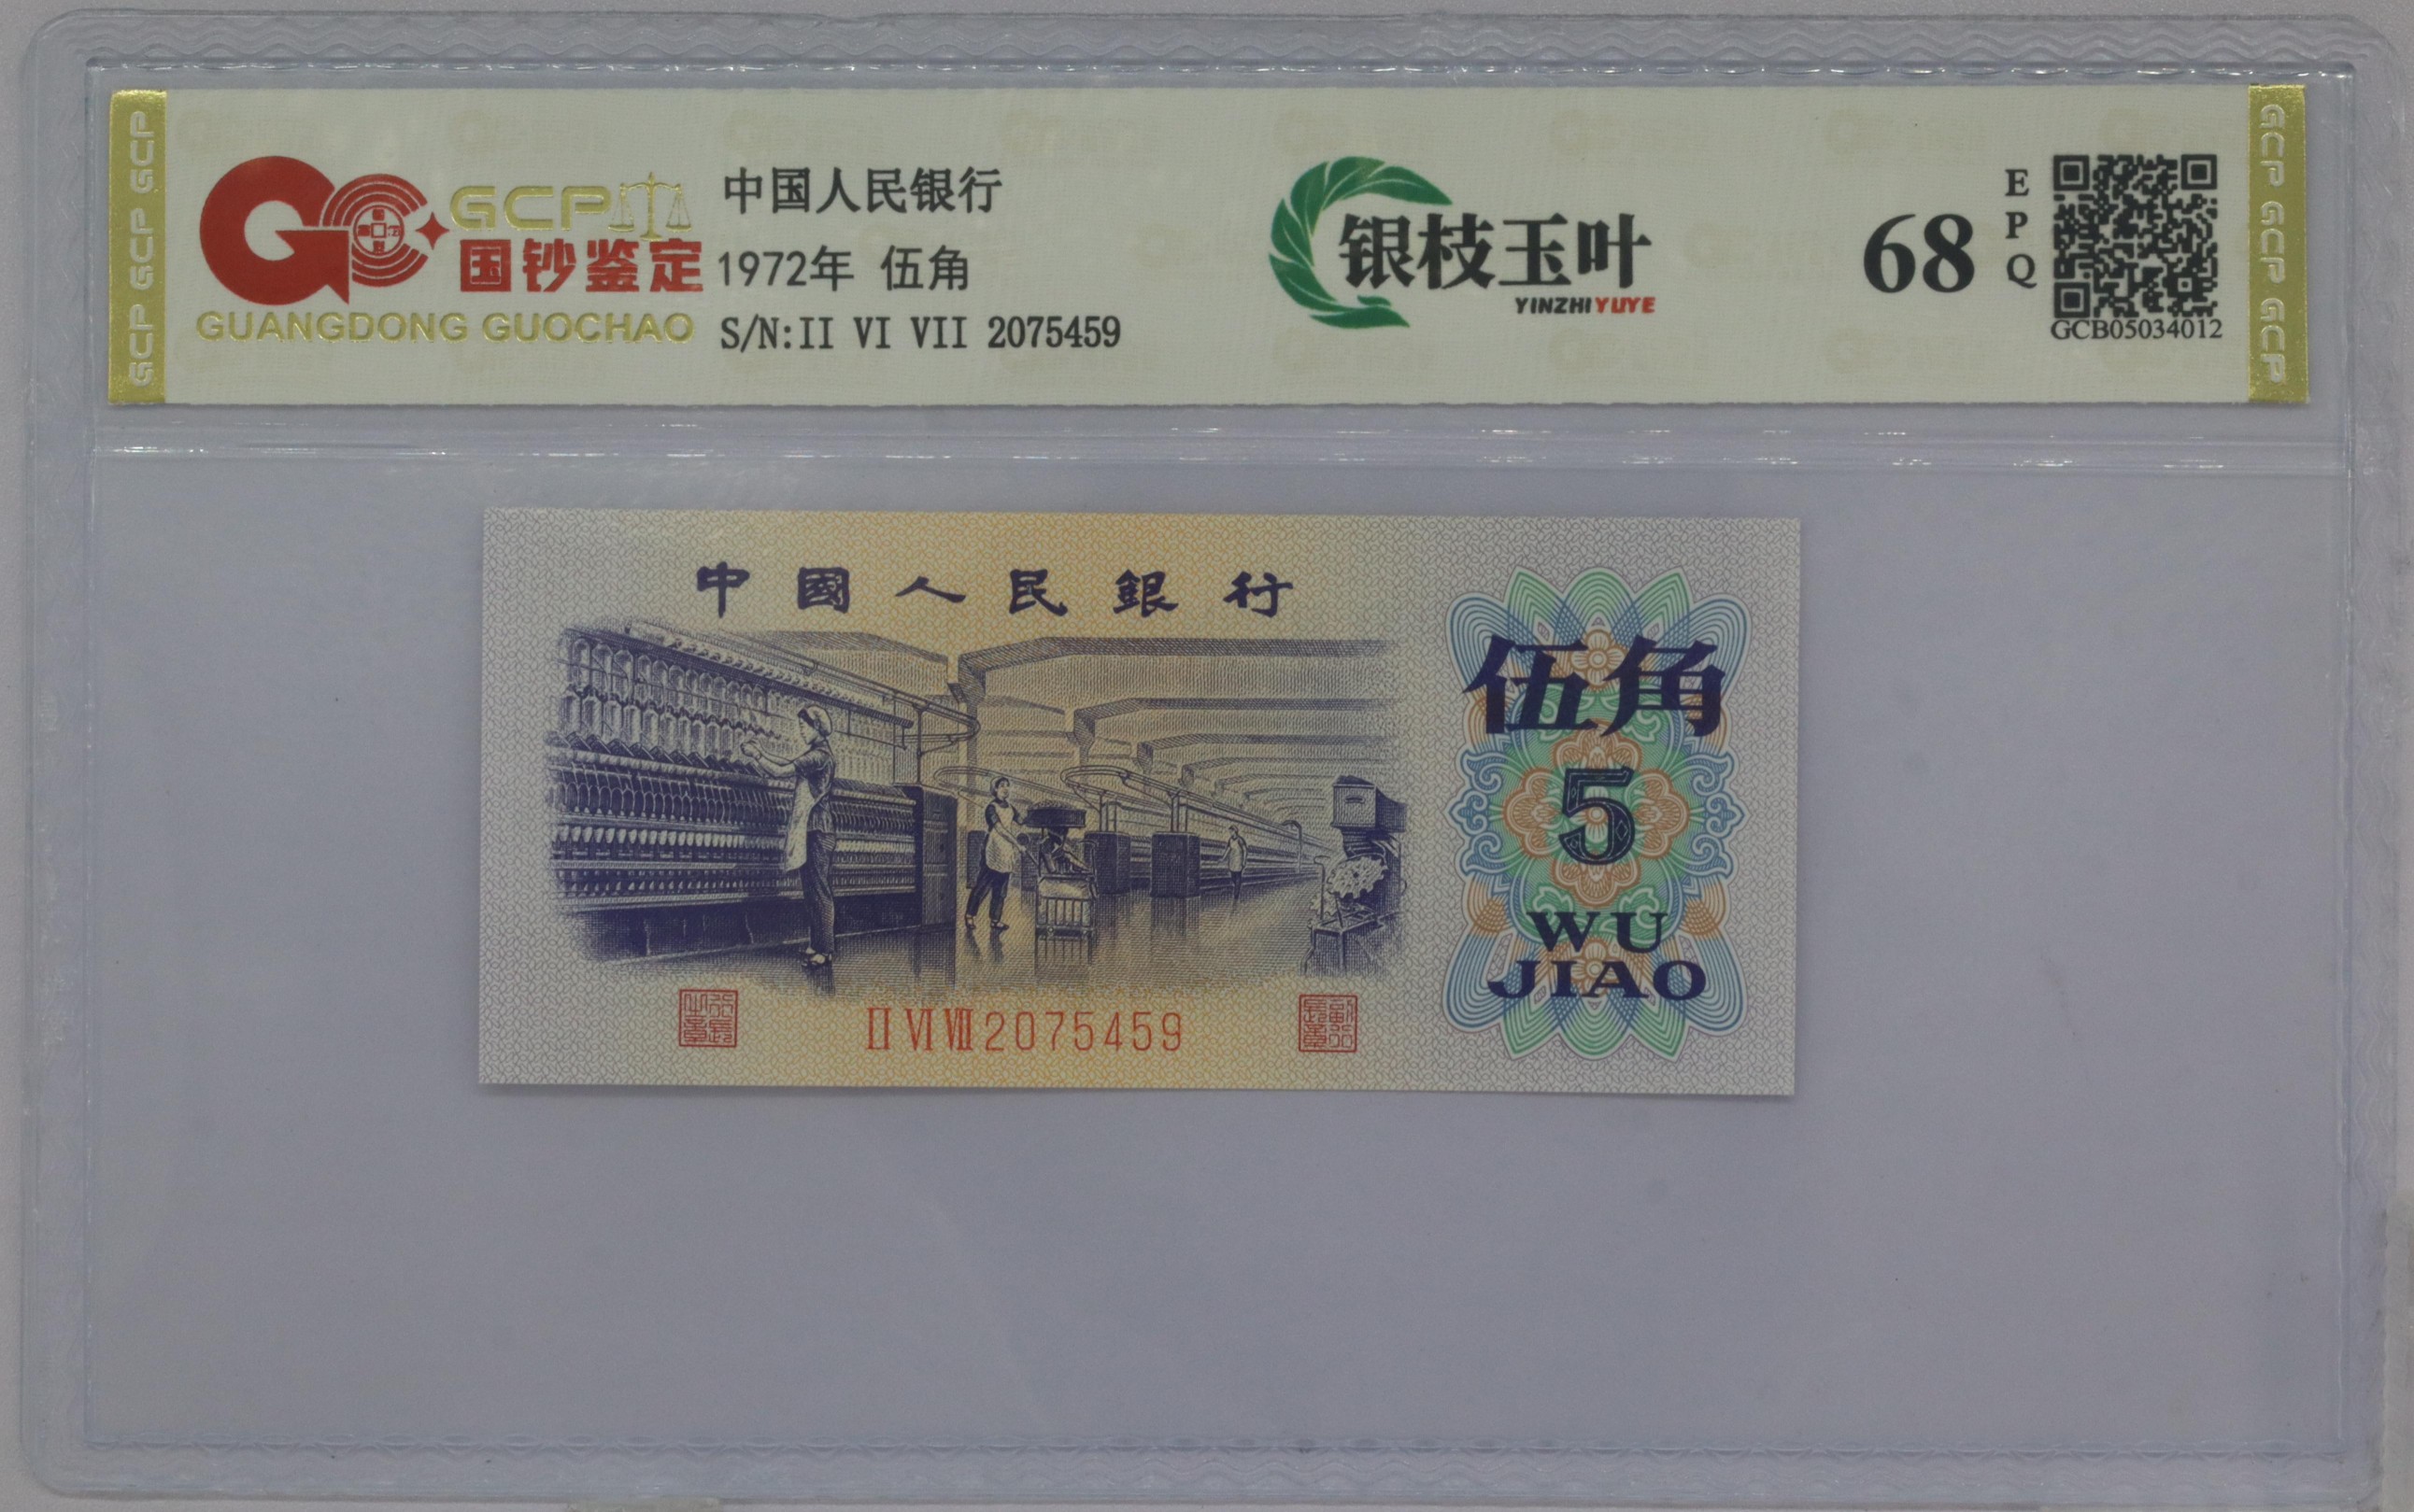 GCP GCP GCP
GCP
国钞鉴定
GUANGDONG GUOCHAO
中国人民银行
1972年 伍角
S/N:II VI VII 2075459
银枝玉叶
YINZHIYUYE
68
EPQ
GCB05034012
GCP GCP GCP
中國人民銀行
伍角
5
WU
JIAO
II VI VII 2075459